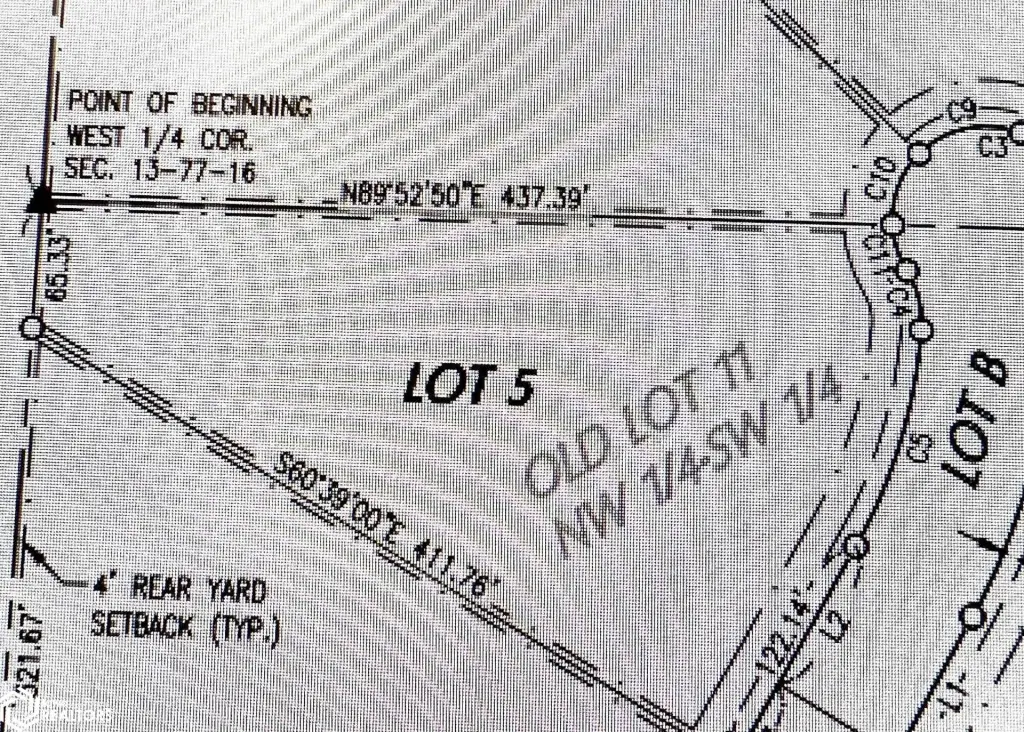 POINT OF BEGINNING
WEST 1/4 COR.
SEC. 13-77-16
N89°52'50"E 437.39'
C9
C3
C10
C11
C4
65.33'
LOT 5
OLD LOT 11
NW 1/4-SW 1/4
C5
LOT B
S60°39'00"E 411.76'
4' REAR YARD
SETBACK (TYP.)
122.14'
L2
L1
321.67'
REALTORS